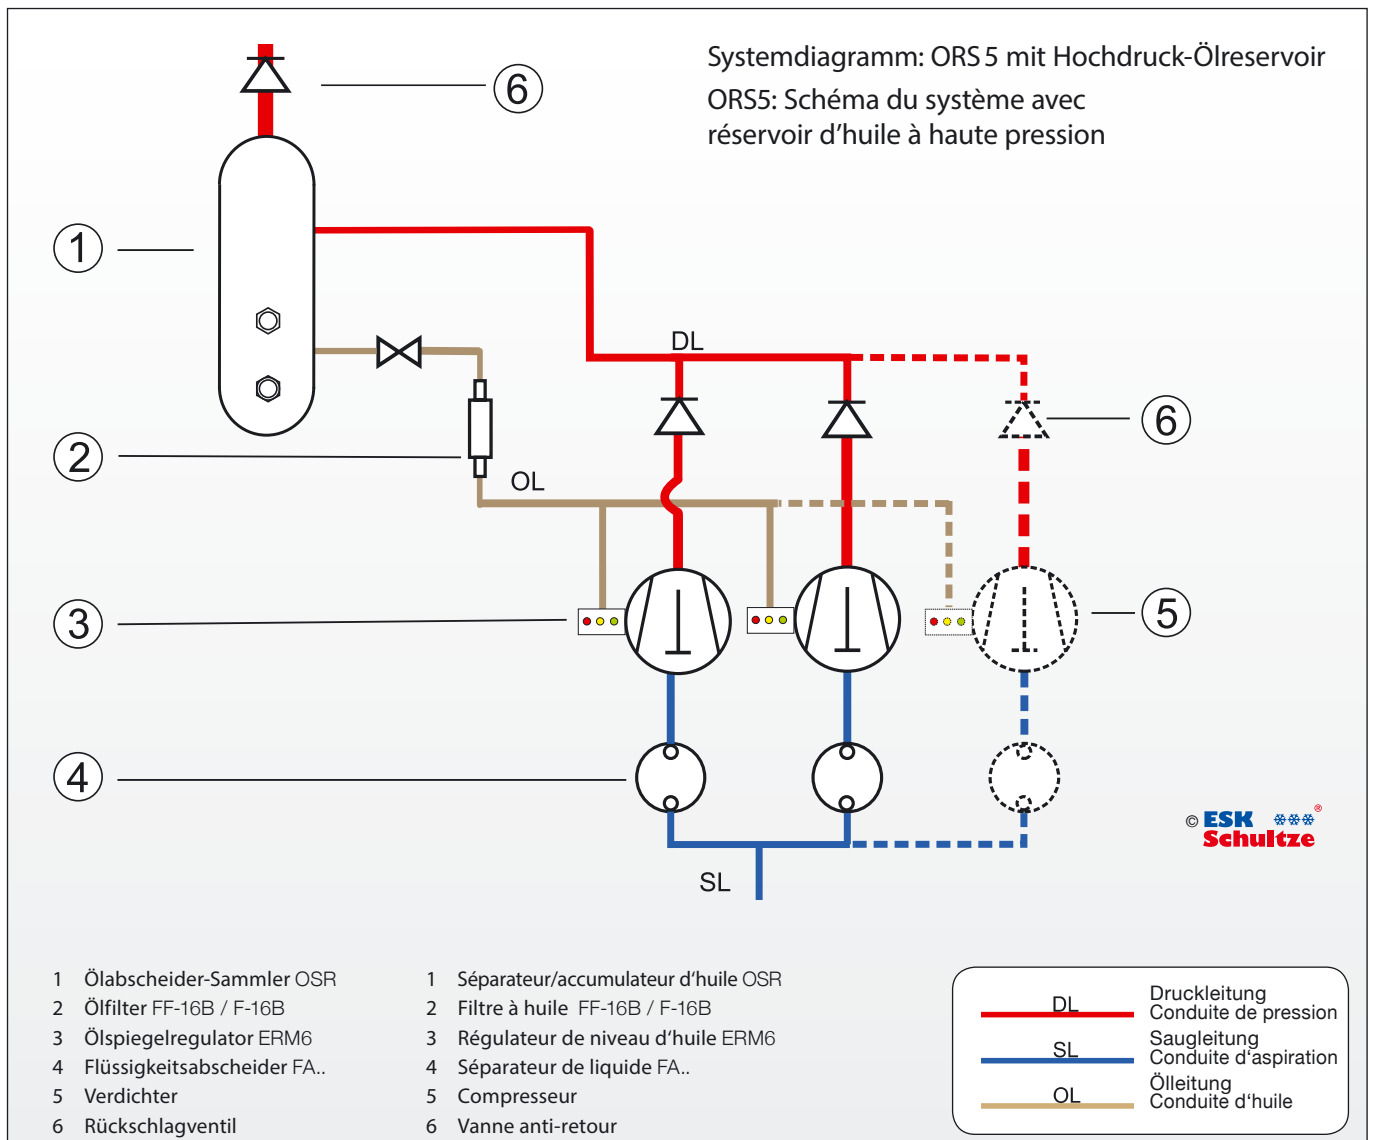 Systemdiagramm: ORS 5 mit Hochdruck-Ölreservoir
ORS5: Schéma du système avec
réservoir d’huile à haute pression
6
1
DL
6
2
OL
3
5
4
SL
© ESK ®
Schultze
1 Ölabscheider-Sammler OSR
2 Ölfilter FF-16B / F-16B
3 Ölspiegelregulator ERM6
4 Flüssigkeitsabscheider FA..
5 Verdichter
6 Rückschlagventil
1 Séparateur/accumulateur d‘huile OSR
2 Filtre à huile FF-16B / F-16B
3 Régulateur de niveau d‘huile ERM6
4 Séparateur de liquide FA..
5 Compresseur
6 Vanne anti-retour
DL Druckleitung
Conduite de pression
SL Saugleitung
Conduite d‘aspiration
OL Ölleitung
Conduite d‘huile